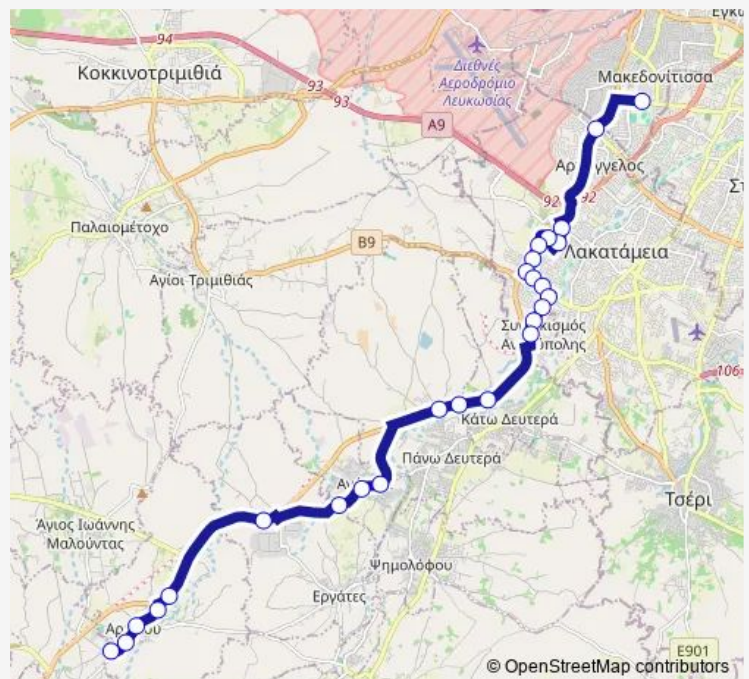 Εγκω
94
Κοκκινοτριμιθιά
93
93
Διεθνές
Αεροδρόμιο
Λευκωσίας
Μακεδονίτισσα
A9
92
92
Παλαιομέτοχο
B9
Λακατάμεια
Αγίοι Τριμιθιάς
106
Κάτω Δευτερά
Πάνω Δευτερά
Τσέρι
Άγιος Ιωάννης
Μαλούντας
Ψημολόφου
Εργάτες
E901
© OpenStreetMap contributors